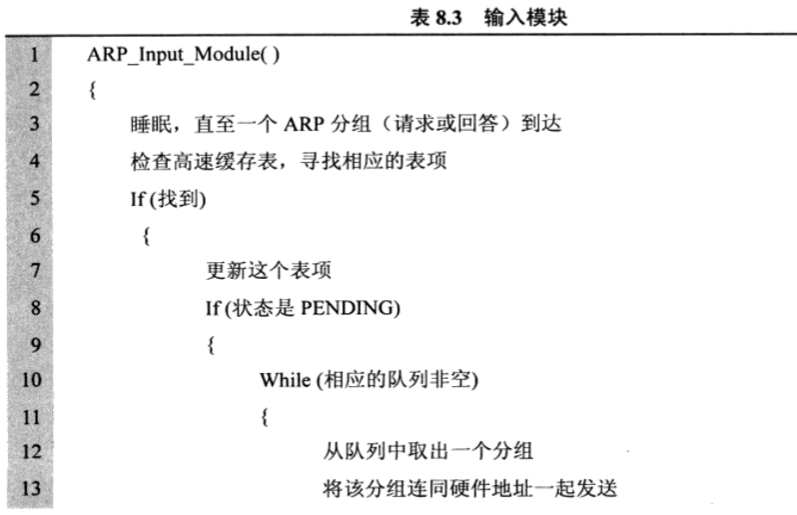 表 8.3 输入模块
1 ARP_Input_Module( )
2 {
3 睡眠，直至一个 ARP 分组（请求或回答）到达
4 检查高速缓存表，寻找相应的表项
5 If (找到)
6 {
7 更新这个表项
8 If (状态是 PENDING)
9 {
10 While (相应的队列非空)
11 {
12 从队列中取出一个分组
13 将该分组连同硬件地址一起发送